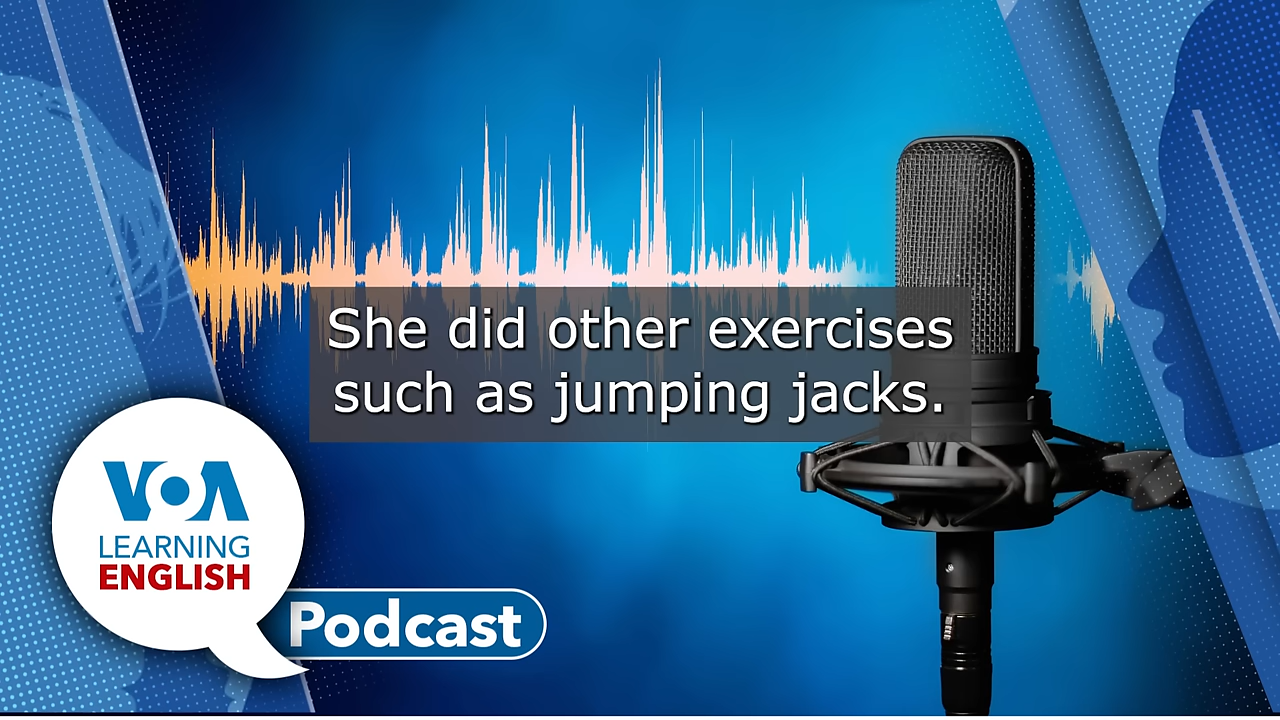 She did other exercises
such as jumping jacks.
VOA
LEARNING
ENGLISH
Podcast